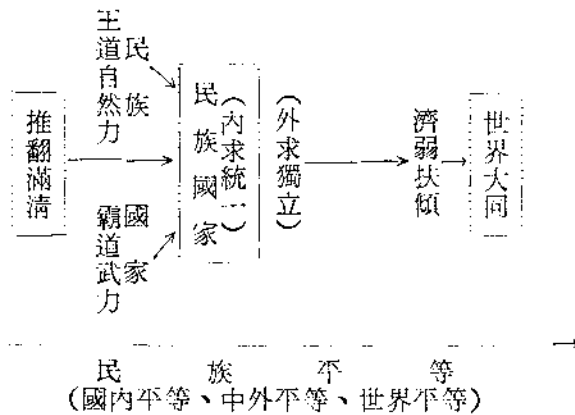 推翻滿清
民族
王道自然力
國家
霸道武力
民族國家
(內求統一)
(外求獨立)
濟弱扶傾
世界大同
民族平等
(國內平等、中外平等、世界平等)